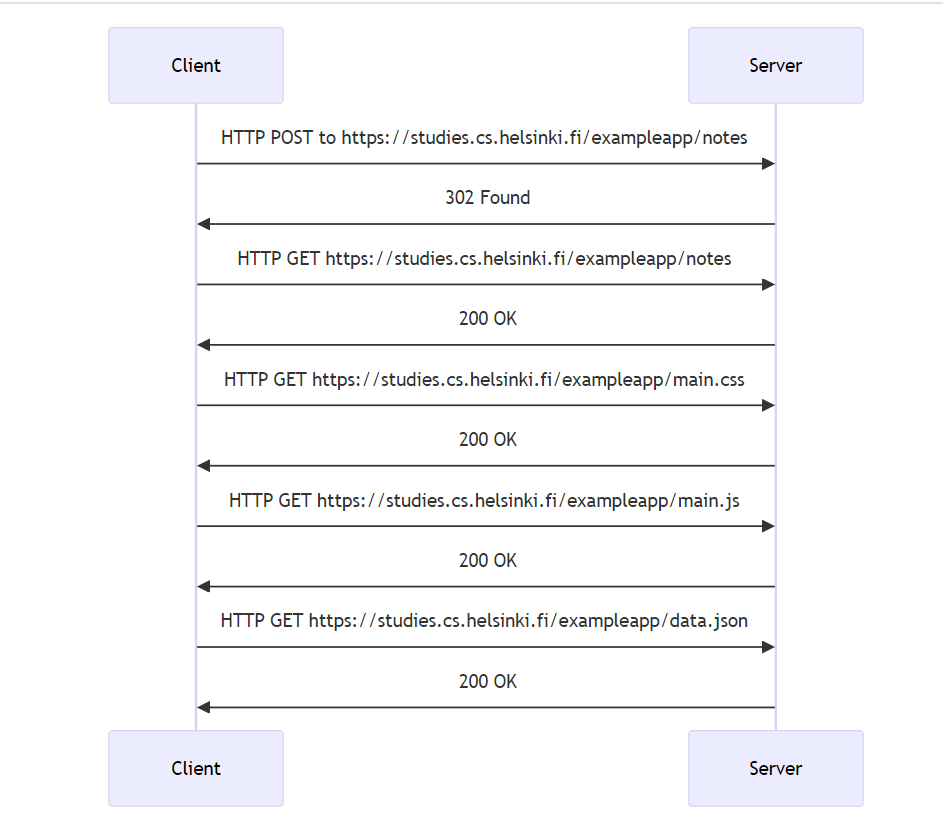 Client
Server
HTTP POST to https://studies.cs.helsinki.fi/exampleapp/notes
302 Found
HTTP GET https://studies.cs.helsinki.fi/exampleapp/notes
200 OK
HTTP GET https://studies.cs.helsinki.fi/exampleapp/main.css
200 OK
HTTP GET https://studies.cs.helsinki.fi/exampleapp/main.js
200 OK
HTTP GET https://studies.cs.helsinki.fi/exampleapp/data.json
200 OK
Client
Server